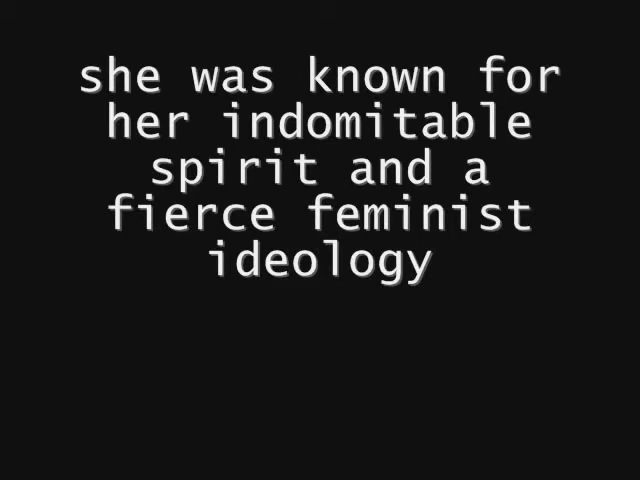 she was known for
her indomitable
spirit and a
fierce feminist
ideology